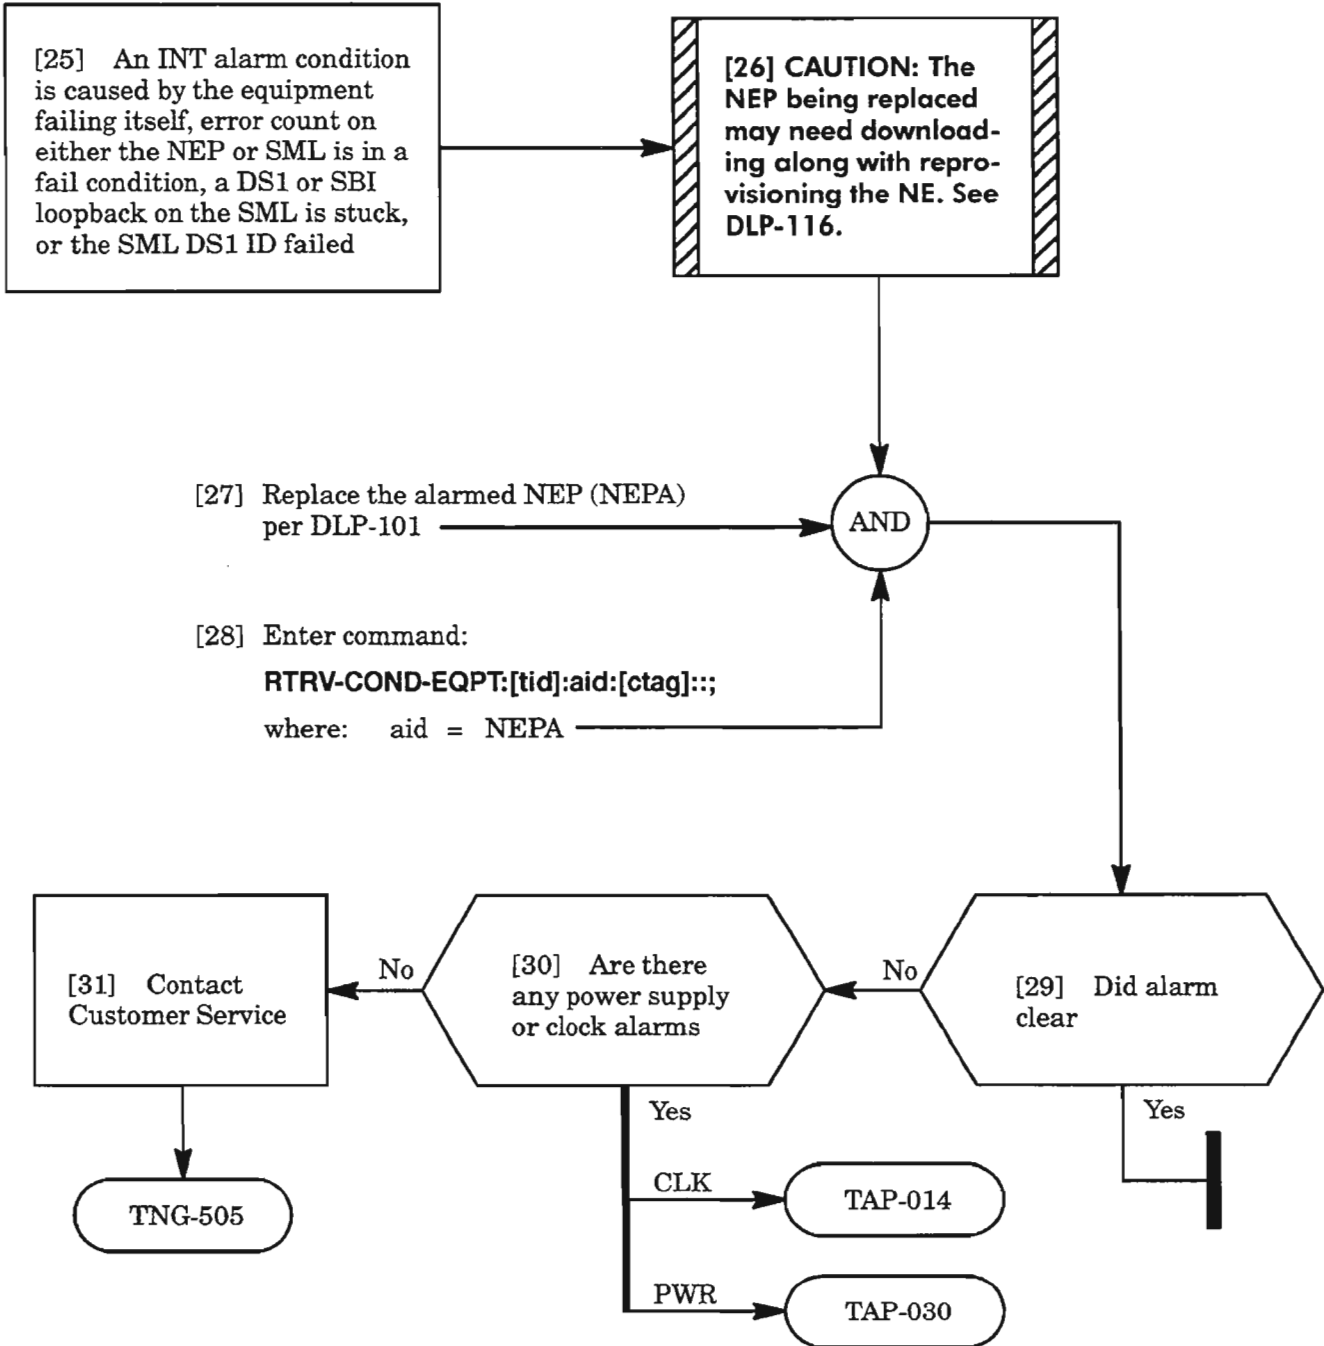 [25] An INT alarm condition
is caused by the equipment
failing itself, error count on
either the NEP or SML is in a
fail condition, a DS1 or SBI
loopback on the SML is stuck,
or the SML DS1 ID failed
[26] CAUTION: The
NEP being replaced
may need download-
ing along with repro-
visioning the NE. See
DLP-116.
[27] Replace the alarmed NEP (NEPA)
per DLP-101
AND
[28] Enter command:
RTRV-COND-EQPT:[tid]:aid:[ctag]::;
where: aid = NEPA
[29] Did alarm
clear
No
Yes
[30] Are there
any power supply
or clock alarms
No
Yes
CLK
TAP-014
PWR
TAP-030
[31] Contact
Customer Service
TNG-505